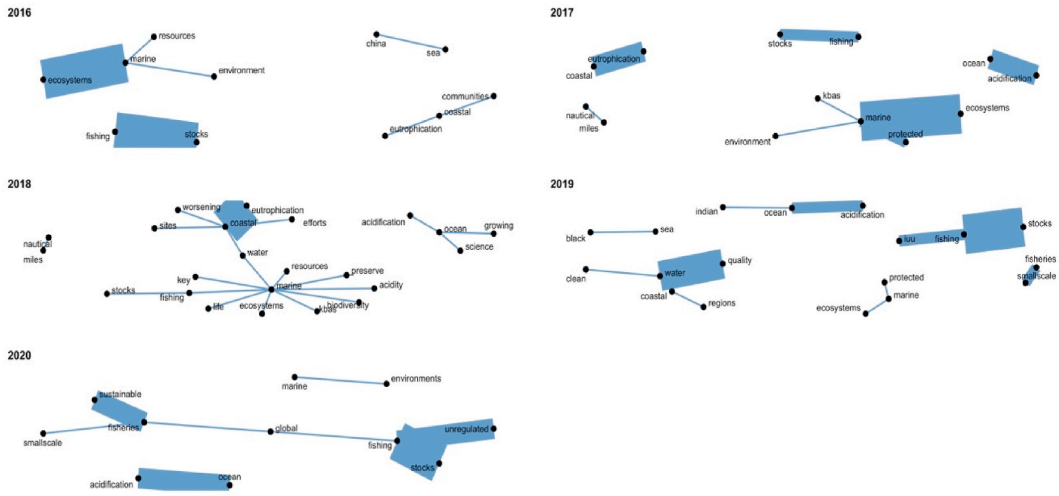 2016
resources
marine
ecosystems
environment
china
sea
communities
coastal
eutrophication
fishing
stocks
2017
stocks
fishing
eutrophication
coastal
ocean
acidification
kbas
nautical
miles
marine
ecosystems
environment
protected
2018
worsening
eutrophication
coastal
efforts
sites
acidification
ocean
growing
science
nautical
miles
water
resources
preserve
key
marine
acidity
stocks
fishing
life
ecosystems
kbas
biodiversity
2019
indian
ocean
acidification
black
sea
stocks
iuu
fishing
clean
water
quality
coastal
regions
fisheries
smallscale
protected
marine
ecosystems
2020
marine
environments
sustainable
fisheries
smallscale
global
fishing
unregulated
stocks
acidification
ocean